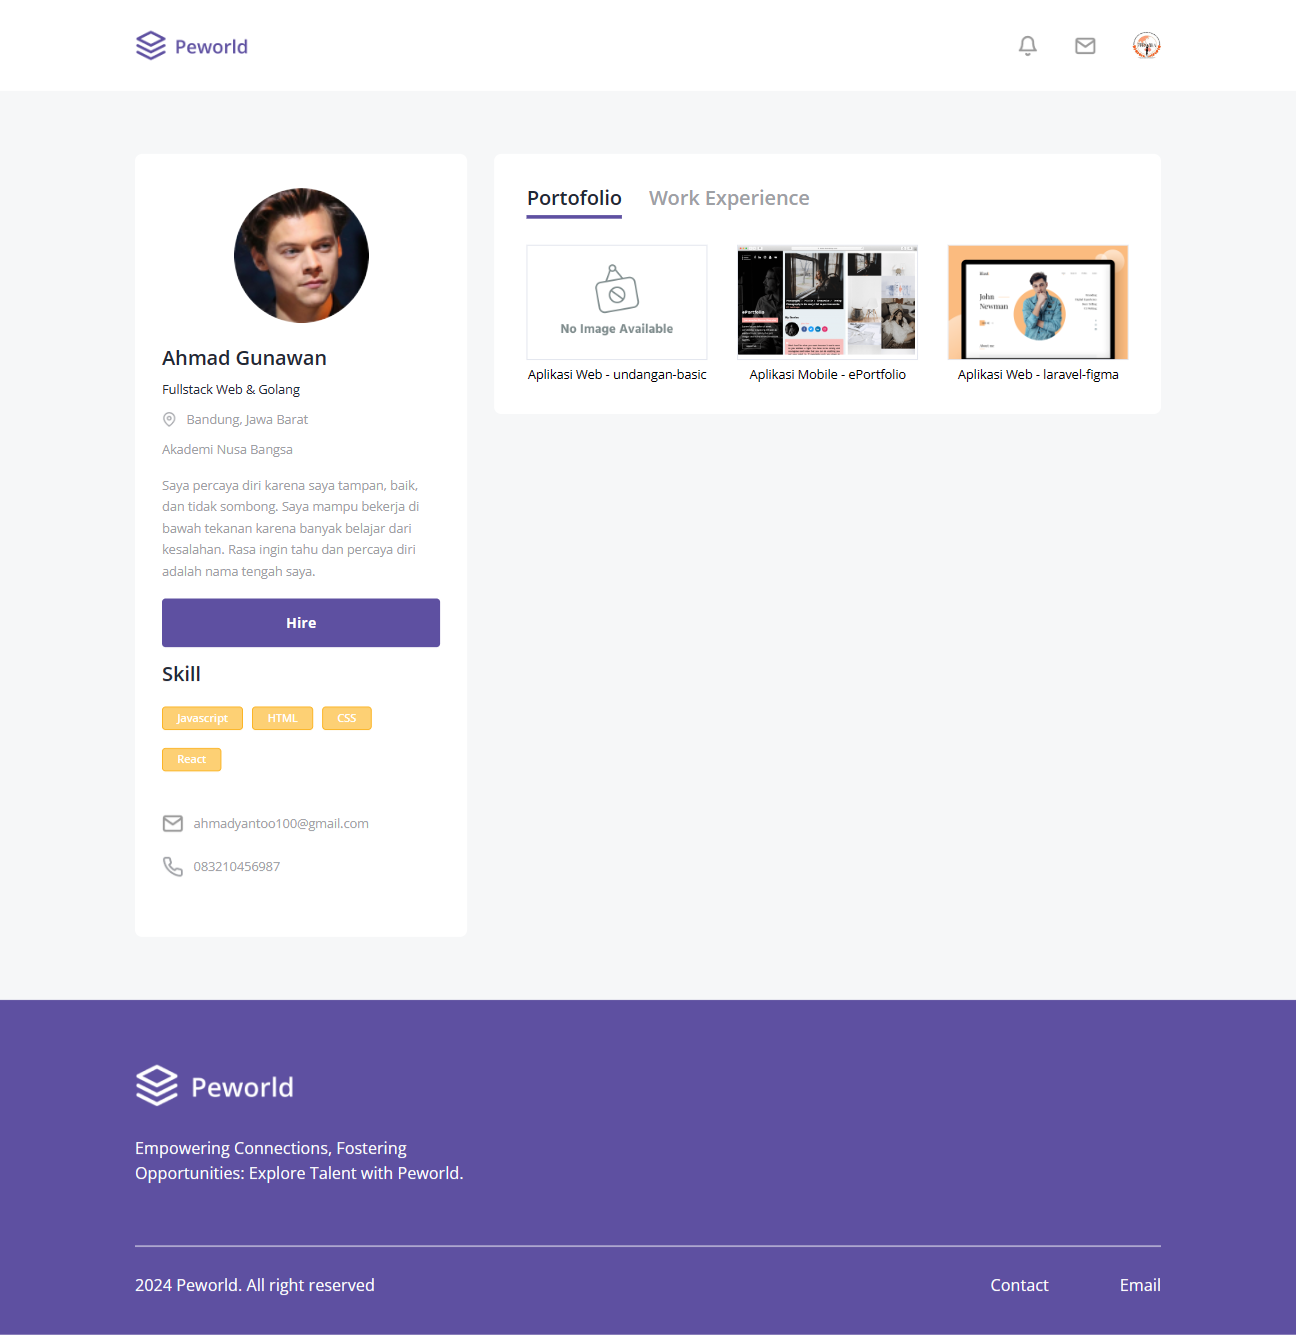 Peworld
Ahmad Gunawan
Fullstack Web & Golang
Bandung, Jawa Barat
Akademi Nusa Bangsa
Saya percaya diri karena saya tampan, baik,
dan tidak sombong. Saya mampu bekerja di
bawah tekanan karena banyak belajar dari
kesalahan. Rasa ingin tahu dan percaya diri
adalah nama tengah saya.
Hire
Skill
Javascript HTML CSS
React
ahmadyantoo100@gmail.com
083210456987
Portofolio Work Experience
No Image Available
John
Newman
Aplikasi Web - undangan-basic
Aplikasi Mobile - ePortfolio
Aplikasi Web - laravel-figma
Peworld
Empowering Connections, Fostering
Opportunities: Explore Talent with Peworld.
2024 Peworld. All right reserved
Contact Email